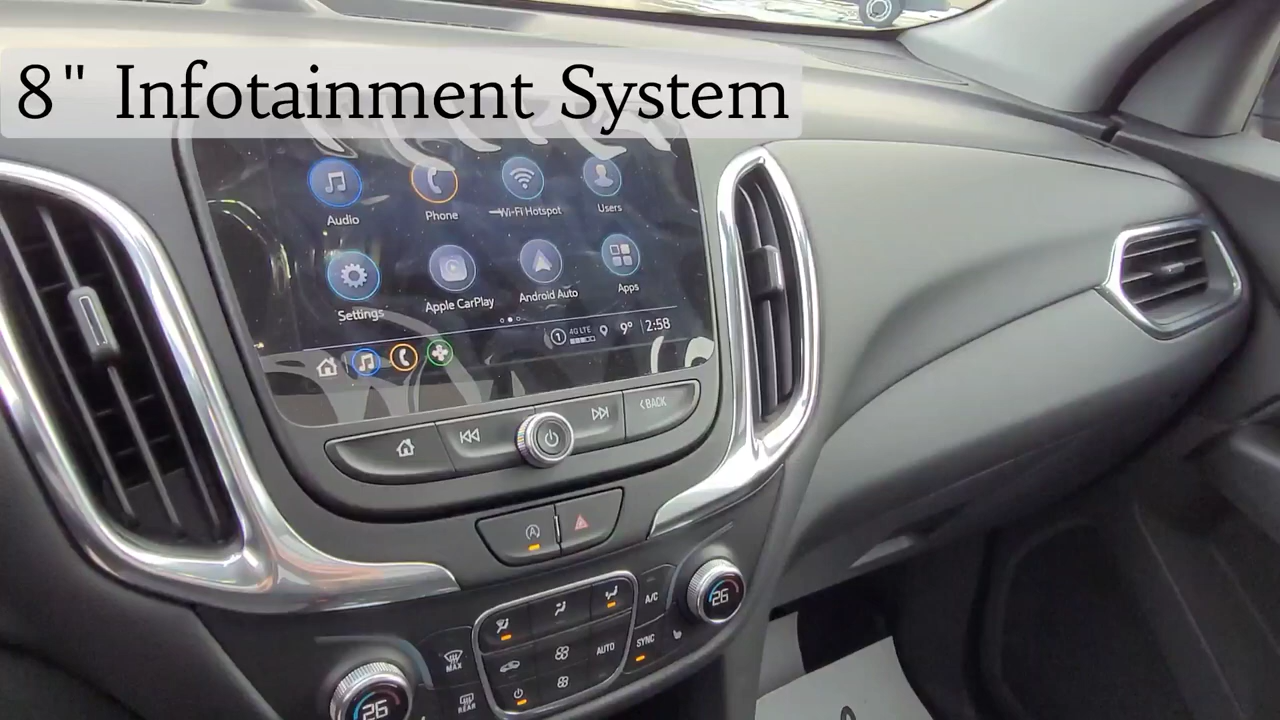 8" Infotainment System
Audio
Phone
Wi-Fi Hotspot
Users
Settings
Apple CarPlay
Android Auto
Apps
1
4G LTE
9°
2:58
<BACK
A
A/C
26
MAX
AUTO
SYNC
REAR
26